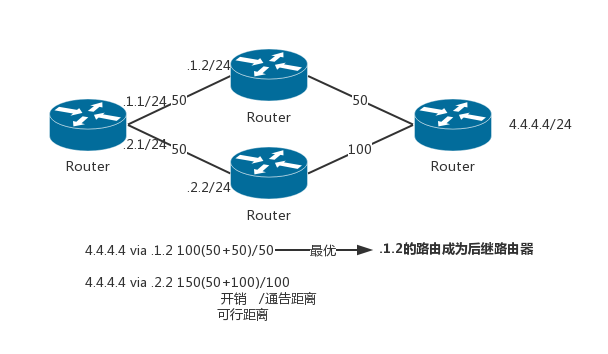 .1.2/24
.1.1/24 50
50
Router
4.4.4.4/24
.2.1/24
50
100
Router
Router
.2.2/24
Router
4.4.4.4 via .1.2 100(50+50)/50 最优 .1.2的路由成为后继路由器
4.4.4.4 via .2.2 150(50+100)/100
开销 /通告距离
可行距离